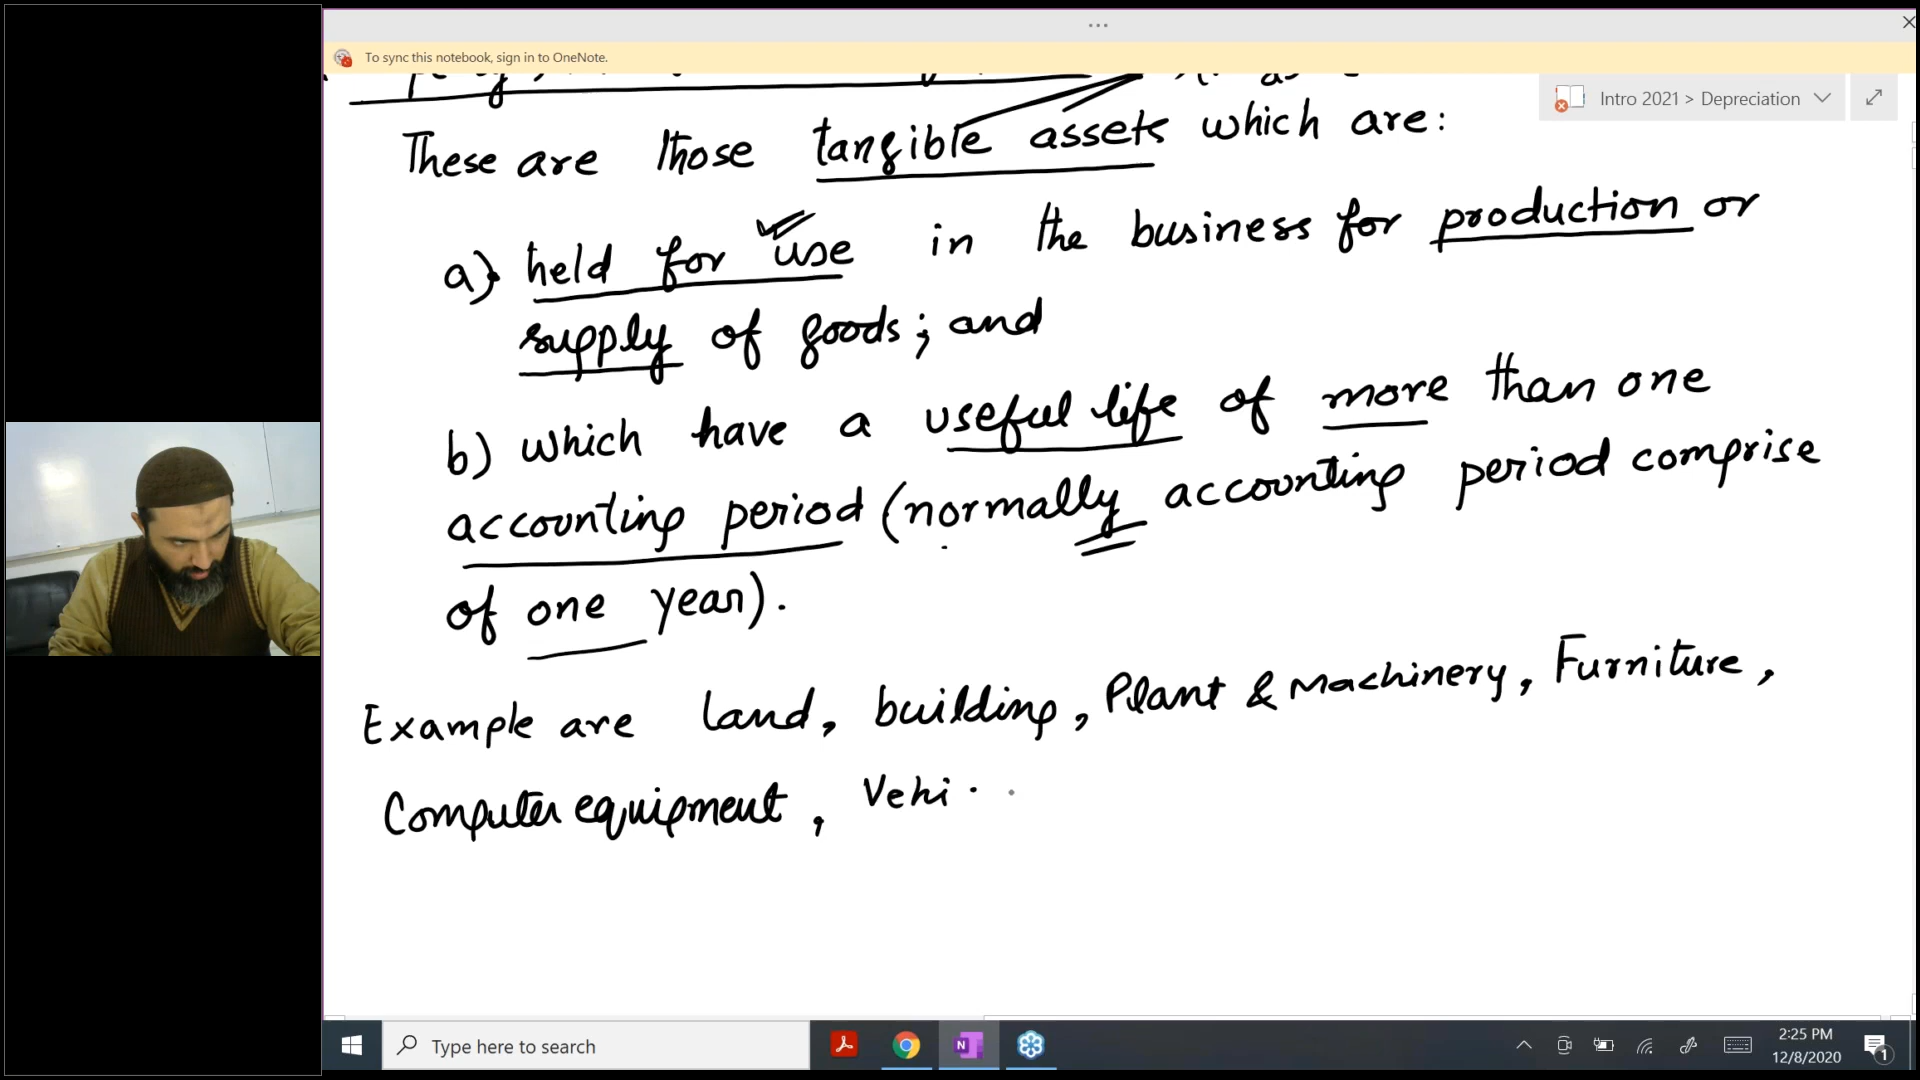 To sync this notebook, sign in to OneNote.
Intro 2021 > Depreciation
These are those tangible assets which are:
a) held for use in the business for production or
supply of goods; and
b) which have a useful life of more than one
accounting period (normally accounting period comprise
of one year).
Example are land, building, Plant & Machinery, Furniture,
Computer equipment, Vehi
Type here to search
N
2:25 PM
12/8/2020
1